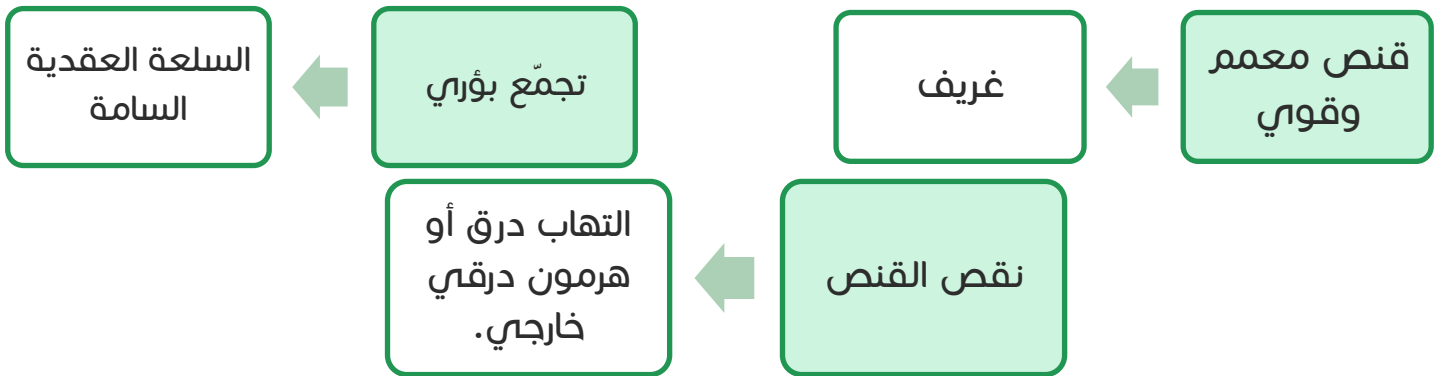 قنص معمم
وقوي
غريف
تجمّع بؤري
السلعة العقدية
السامة
نقص القنص
التهاب درق أو
هرمون درقي
خارجي.